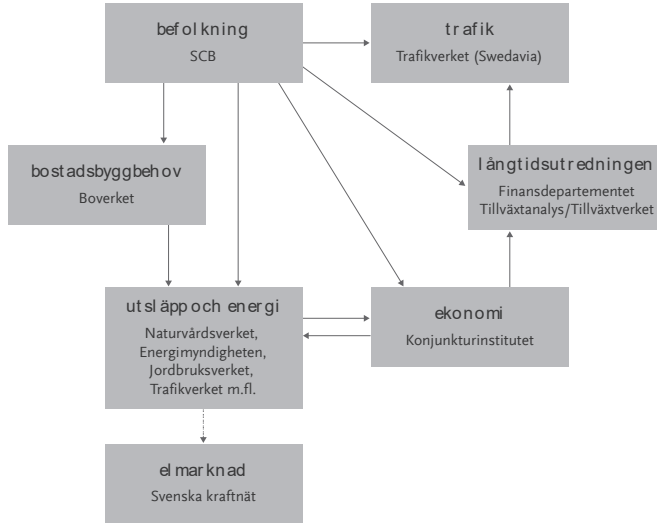 befolkning
SCB
trafik
Trafikverket (Swedavia)
bostadsbyggbehov
Boverket
långtidsutredningen
Finansdepartementet
Tillväxtanalys/Tillväxtverket
utsläpp och energi
Naturvårdsverket,
Energimyndigheten,
Jordbruksverket,
Trafikverket m.fl.
ekonomi
Konjunkturinstitutet
elmarknad
Svenska kraftnät